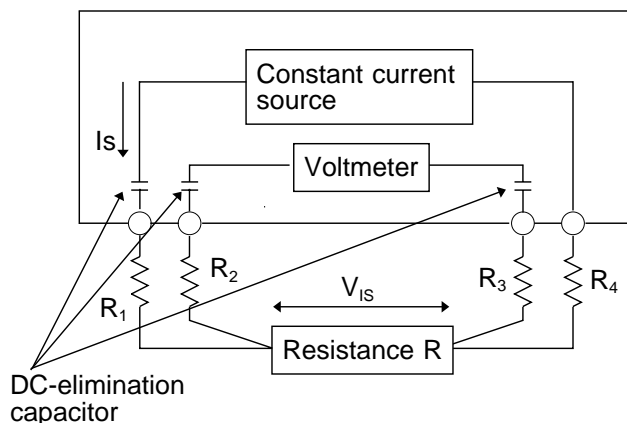 Constant current
source
Is
Voltmeter
R2
R3
R4
R1
VIS
Resistance R
DC-elimination
capacitor